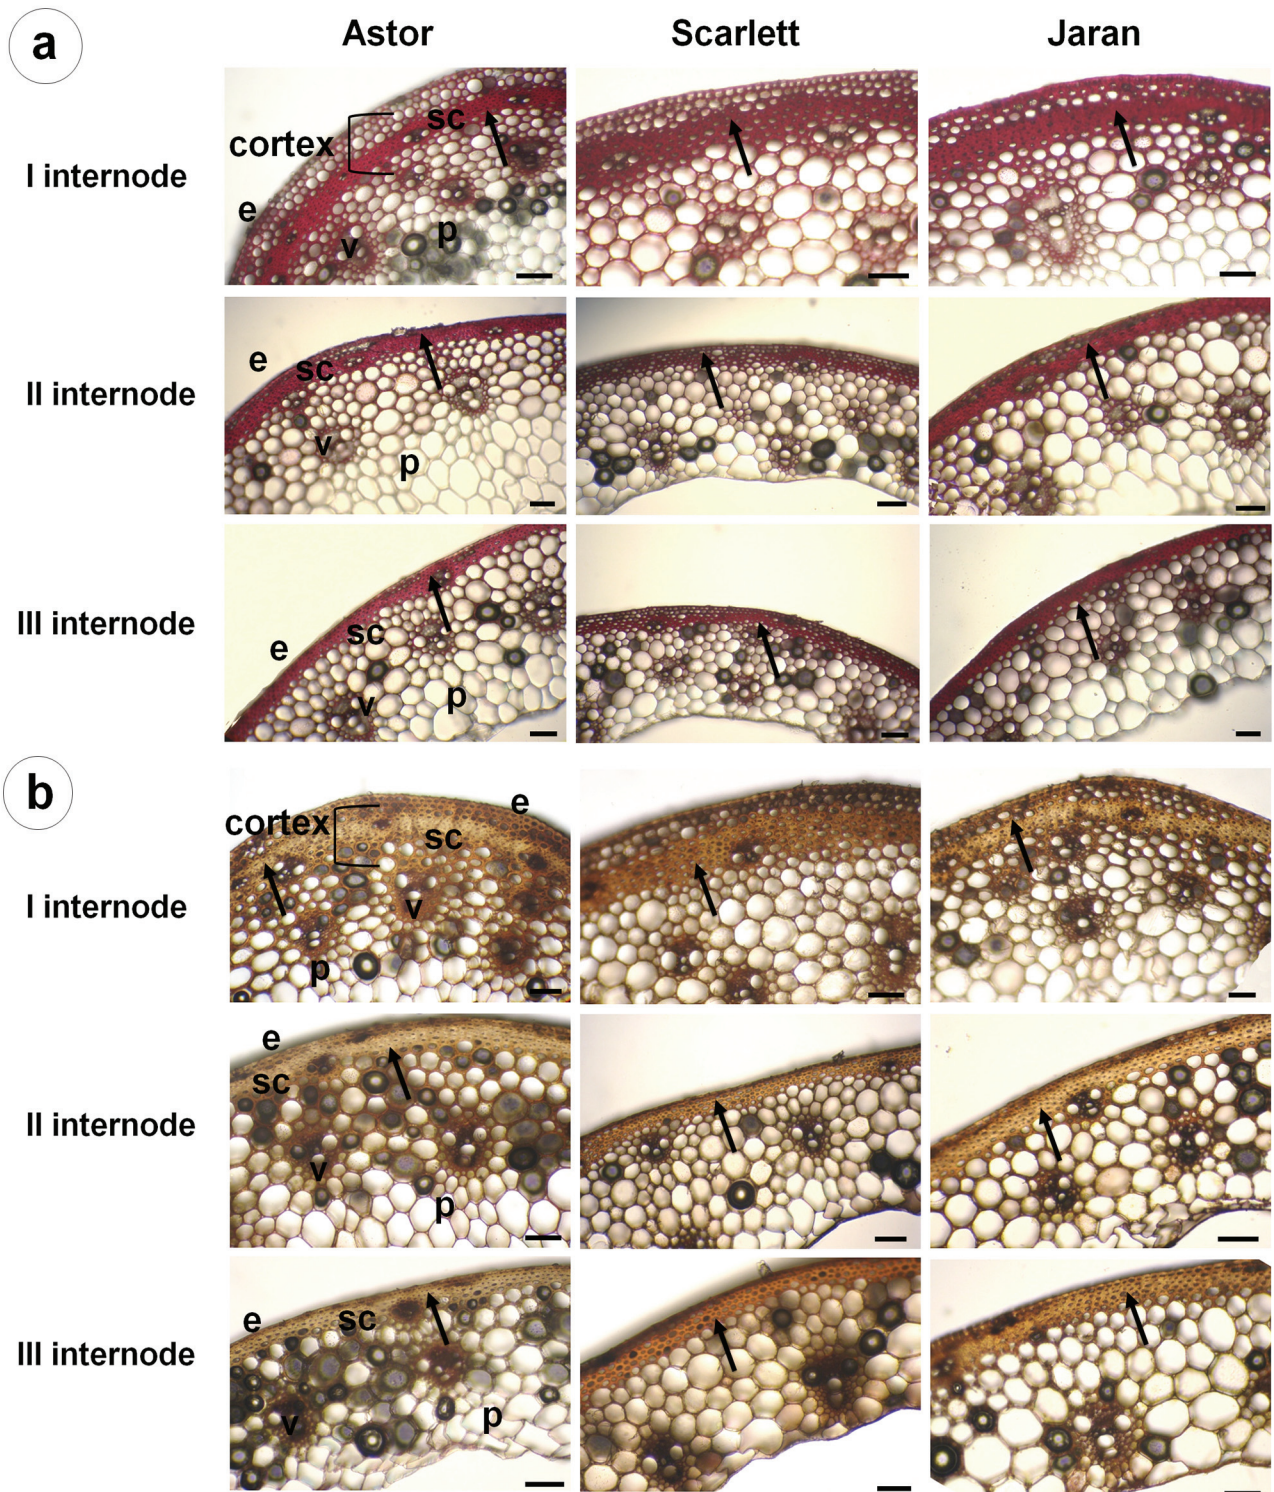 a
Astor Scarlett Jaran
sc
cortex
I internode
e
v p
e
sc
II internode
v
p
III internode
sc
e
v p
b
e
cortex
sc
I internode
v
p
e
sc
II internode
v
p
e sc
III internode
v p